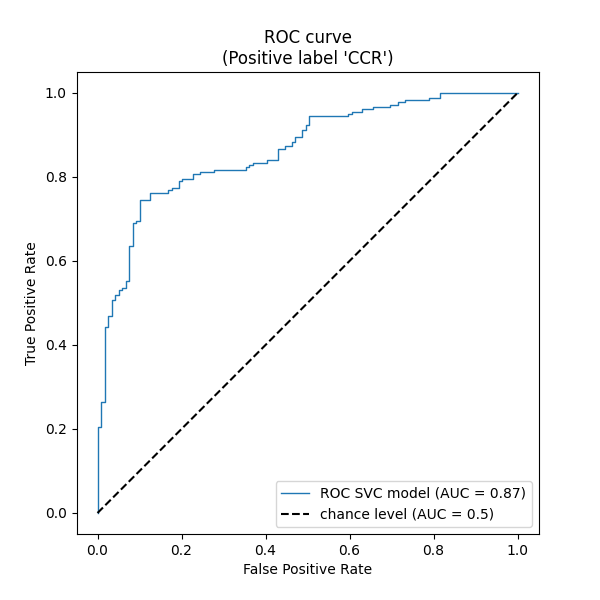 ROC curve
(Positive label 'CCR')
1.0
0.8
0.6
0.4
0.2
0.0
True Positive Rate
ROC SVC model (AUC = 0.87)
chance level (AUC = 0.5)
0.0 0.2 0.4 0.6 0.8 1.0
False Positive Rate